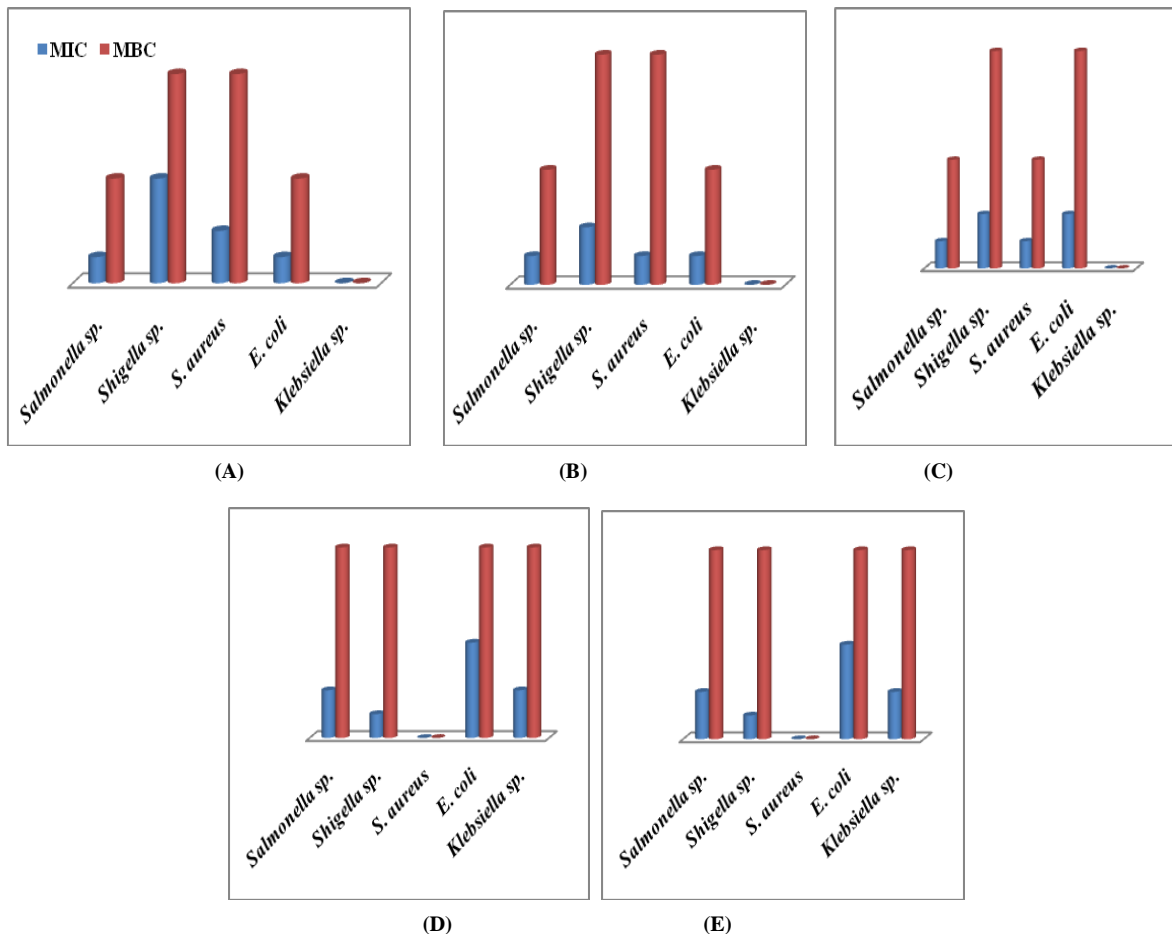 MIC MBC
Salmonella sp.
Shigella sp.
S. aureus
E. coli
Klebsiella sp.
(A)
Salmonella sp.
Shigella sp.
S. aureus
E. coli
Klebsiella sp.
(B)
Salmonella sp.
Shigella sp.
S. aureus
E. coli
Klebsiella sp.
(C)
Salmonella sp.
Shigella sp.
S. aureus
E. coli
Klebsiella sp.
(D)
Salmonella sp.
Shigella sp.
S. aureus
E. coli
Klebsiella sp.
(E)